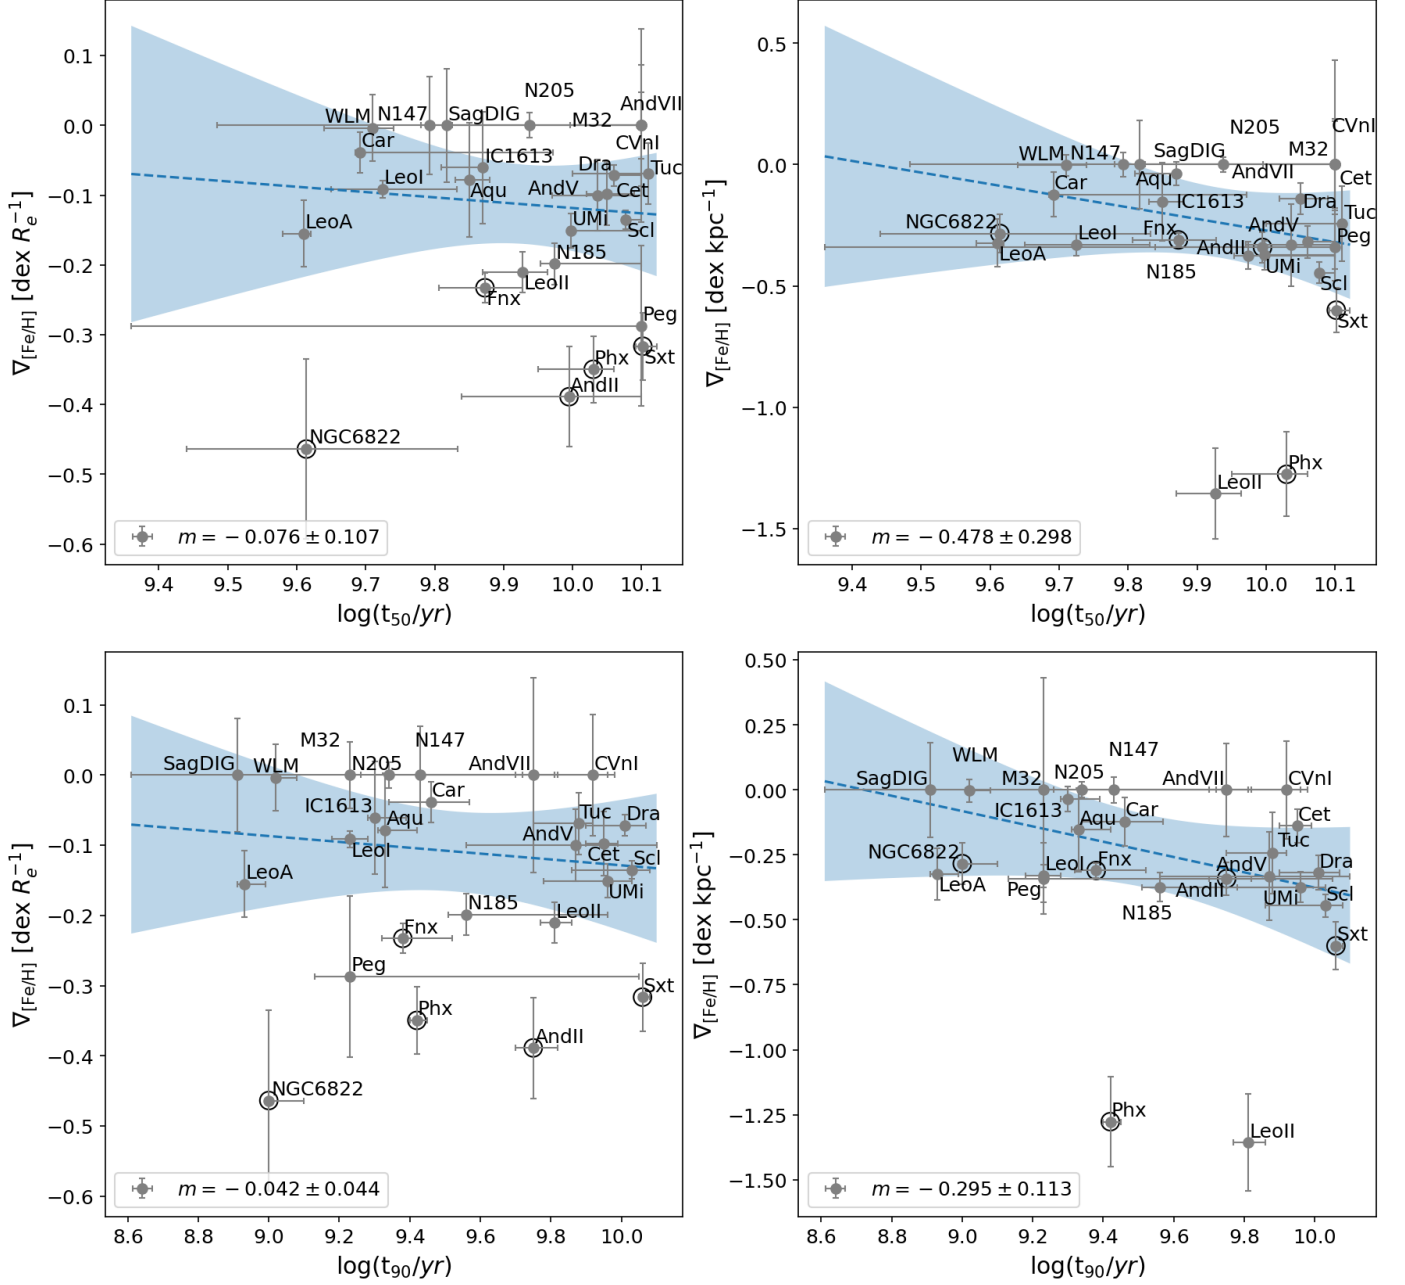 0.1
0.0
−0.1
−0.2
−0.3
−0.4
−0.5
−0.6
∇[Fe/H] [dex Re⁻¹]
N205
AndVII
WLM
N147
SagDIG
M32
Car
CVnI
IC1613
Dra
Tuc
LeoI
Aqu
AndV
Cet
LeoA
UMi
Scl
N185
LeoII
Fnx
Peg
Phx
Sxt
AndII
NGC6822
m = −0.076 ± 0.107
9.4 9.5 9.6 9.7 9.8 9.9 10.0 10.1
log(t₅₀/yr)
0.5
0.0
−0.5
−1.0
−1.5
∇[Fe/H] [dex kpc⁻¹]
N205
CVnI
WLM
N147
SagDIG
M32
AndVII
Car
Aqu
Cet
IC1613
Dra
Tuc
NGC6822
Fnx
AndV
LeoI
Peg
LeoA
AndII
N185
UMi
Scl
Sxt
Phx
LeoII
m = −0.478 ± 0.298
9.4 9.5 9.6 9.7 9.8 9.9 10.0 10.1
log(t₅₀/yr)
0.1
0.0
−0.1
−0.2
−0.3
−0.4
−0.5
−0.6
∇[Fe/H] [dex Re⁻¹]
M32
N147
SagDIG
WLM
N205
AndVII
CVnI
Car
IC1613
Aqu
Tuc
Dra
AndV
LeoI
Cet
Scl
LeoA
UMi
N185
LeoII
Fnx
Peg
Sxt
Phx
AndII
NGC6822
m = −0.042 ± 0.044
8.6 8.8 9.0 9.2 9.4 9.6 9.8 10.0
log(t₉₀/yr)
0.50
0.25
0.00
−0.25
−0.50
−0.75
−1.00
−1.25
−1.50
∇[Fe/H] [dex kpc⁻¹]
WLM
N147
SagDIG
M32
N205
AndVII
CVnI
IC1613
Aqu
Car
Cet
Tuc
NGC6822
LeoI
Fnx
AndV
Dra
LeoA
Peg
AndII
UMi
Scl
N185
Sxt
Phx
LeoII
m = −0.295 ± 0.113
8.6 8.8 9.0 9.2 9.4 9.6 9.8 10.0
log(t₉₀/yr)